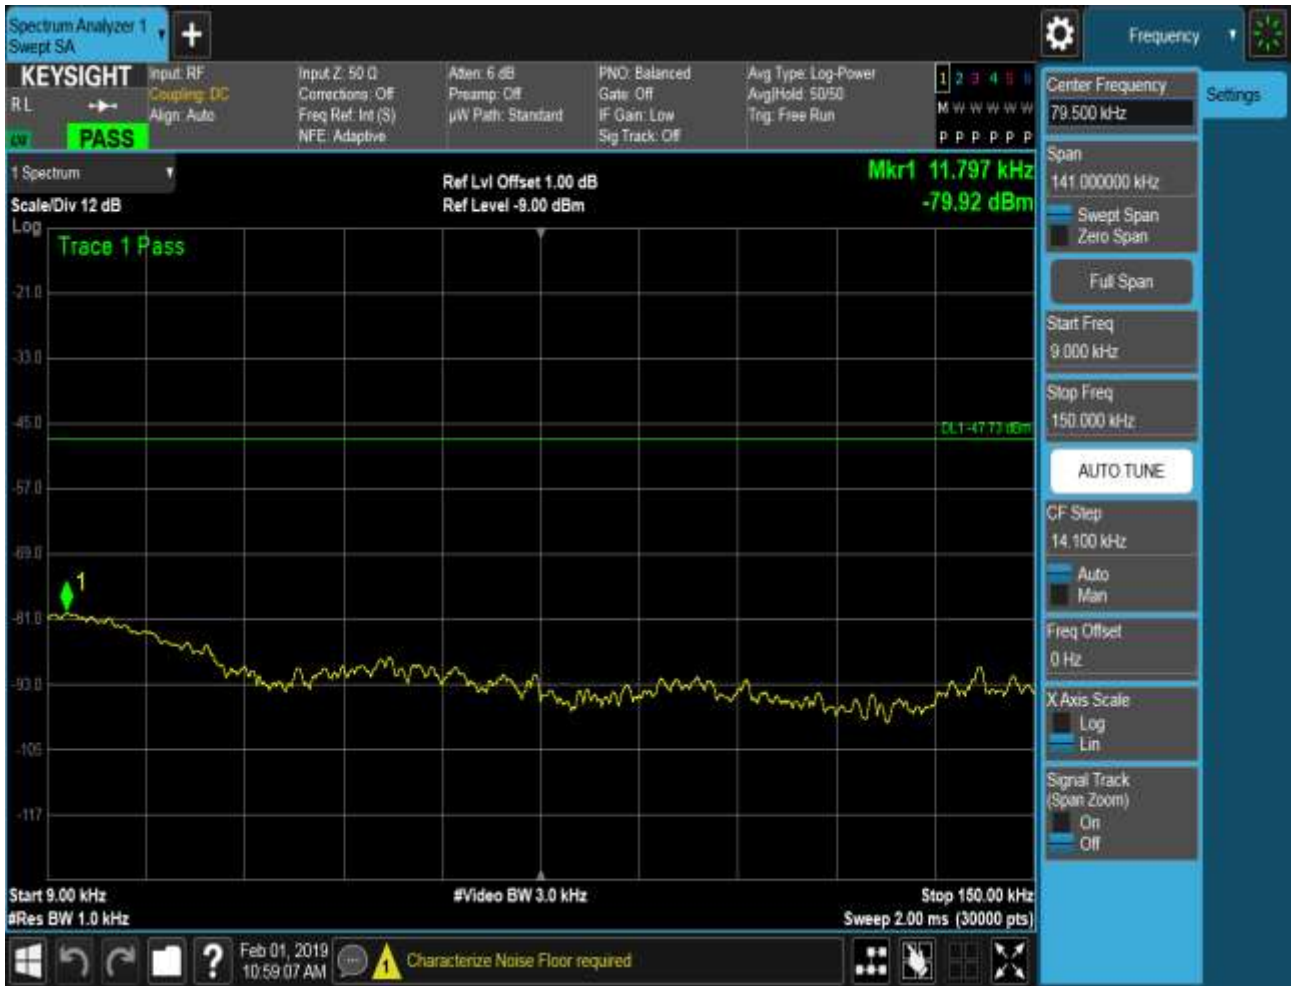 Spectrum Analyzer 1
Swept SA
+
Frequency
KEYSIGHT
RL
PASS
Input: RF
Coupling: DC
Align: Auto
Input Z: 50 Ω
Corrections: Off
Freq Ref: Int (S)
NFE: Adaptive
Atten: 6 dB
Preamp: Off
µW Path: Standard
PNO: Balanced
Gate: Off
IF Gain: Low
Sig Track: Off
Avg Type: Log-Power
Avg|Hold: 50/50
Trig: Free Run
1 2 3 4 5 6
M W W W W W
P P P P P P
1 Spectrum
Scale/Div 12 dB
Ref Lvl Offset 1.00 dB
Ref Level -9.00 dBm
Mkr1 11.797 kHz
-79.92 dBm
Log
Trace 1 Pass
-21.0
-33.0
-45.0
DL1 -47.73 dBm
-57.0
-69.0
1
-81.0
-93.0
-105
-117
Start 9.00 kHz
#Video BW 3.0 kHz
Stop 150.00 kHz
#Res BW 1.0 kHz
Sweep 2.00 ms (30000 pts)
Center Frequency
79.500 kHz
Settings
Span
141.000000 kHz
Swept Span
Zero Span
Full Span
Start Freq
9.000 kHz
Stop Freq
150.000 kHz
AUTO TUNE
CF Step
14.100 kHz
Auto
Man
Freq Offset
0 Hz
X Axis Scale
Log
Lin
Signal Track
(Span Zoom)
On
Off
?
Feb 01, 2019
10:59:07 AM
1
Characterize Noise Floor required